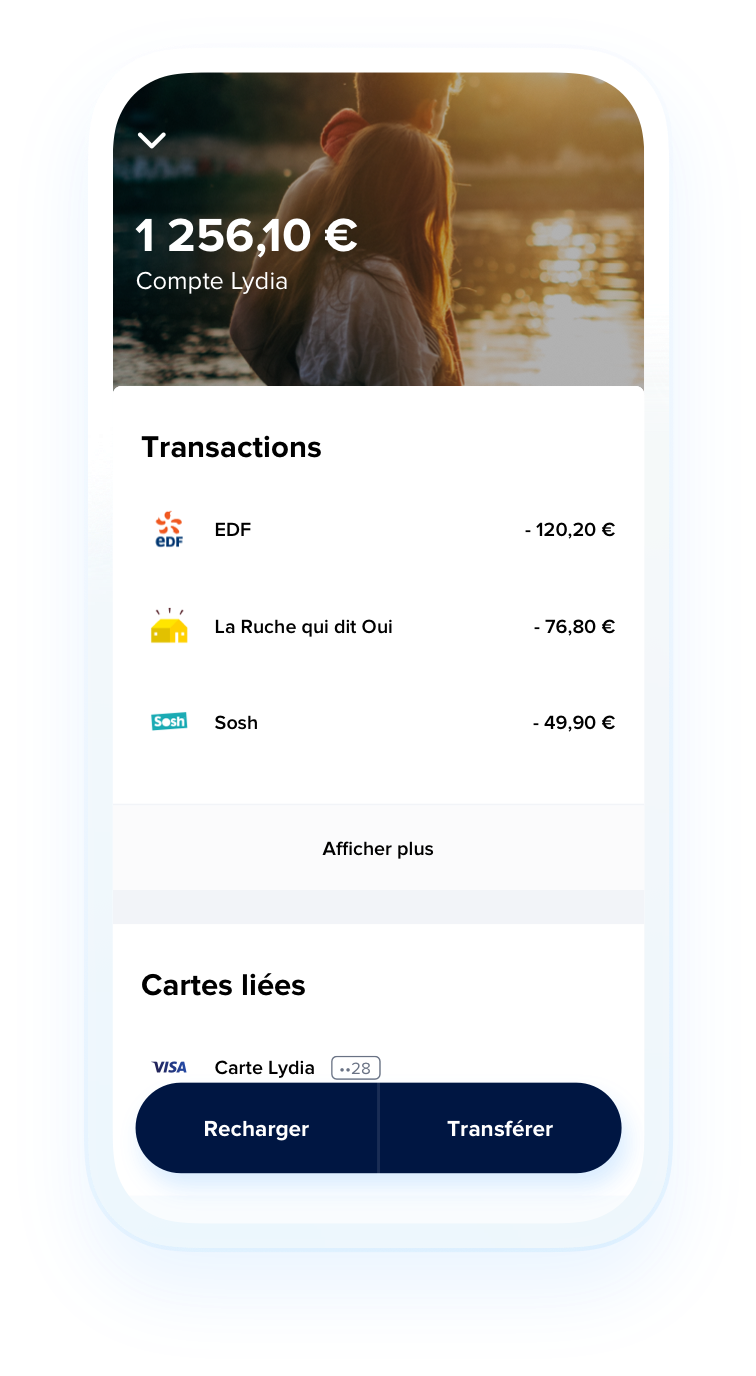 1 256,10 €
Compte Lydia
Transactions
eDF EDF - 120,20 €
La Ruche qui dit Oui - 76,80 €
Sosh Sosh - 49,90 €
Afficher plus
Cartes liées
VISA Carte Lydia ••28
Recharger Transférer